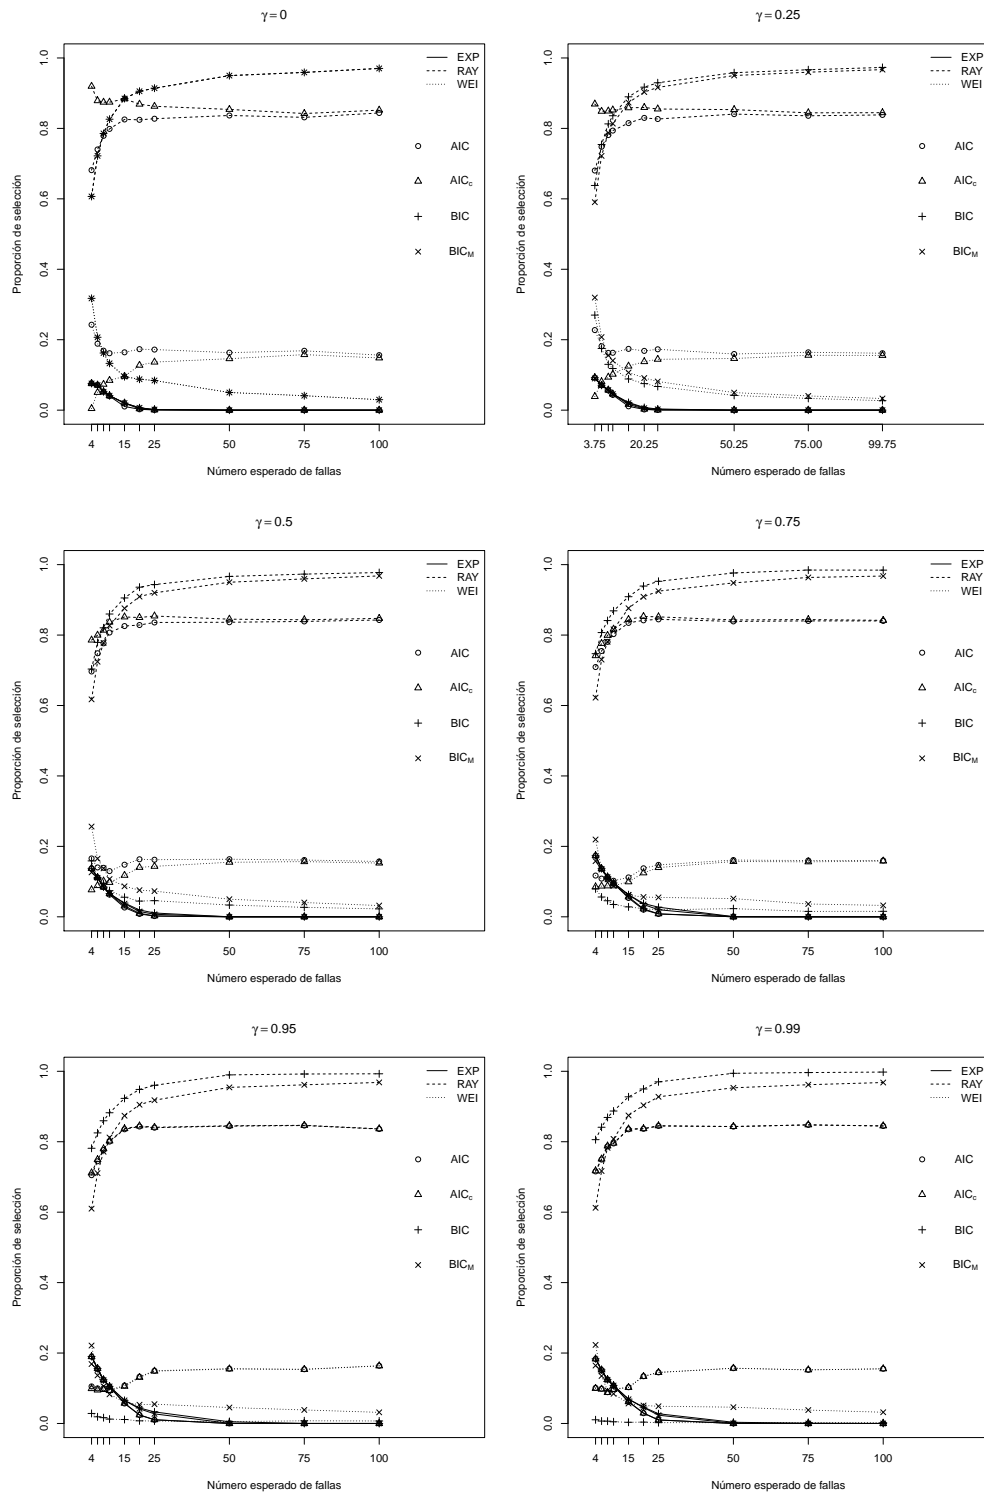 γ = 0
1.0
0.8
0.6
0.4
0.2
0.0
Proporción de selección
EXP
RAY
WEI
AIC
AICc
BIC
BICM
4 15 25 50 75 100
Número esperado de fallas
γ = 0.25
1.0
0.8
0.6
0.4
0.2
0.0
Proporción de selección
EXP
RAY
WEI
AIC
AICc
BIC
BICM
3.75 20.25 50.25 75.00 99.75
Número esperado de fallas
γ = 0.5
1.0
0.8
0.6
0.4
0.2
0.0
Proporción de selección
EXP
RAY
WEI
AIC
AICc
BIC
BICM
4 15 25 50 75 100
Número esperado de fallas
γ = 0.75
1.0
0.8
0.6
0.4
0.2
0.0
Proporción de selección
EXP
RAY
WEI
AIC
AICc
BIC
BICM
4 15 25 50 75 100
Número esperado de fallas
γ = 0.95
1.0
0.8
0.6
0.4
0.2
0.0
Proporción de selección
EXP
RAY
WEI
AIC
AICc
BIC
BICM
4 15 25 50 75 100
Número esperado de fallas
γ = 0.99
1.0
0.8
0.6
0.4
0.2
0.0
Proporción de selección
EXP
RAY
WEI
AIC
AICc
BIC
BICM
4 15 25 50 75 100
Número esperado de fallas